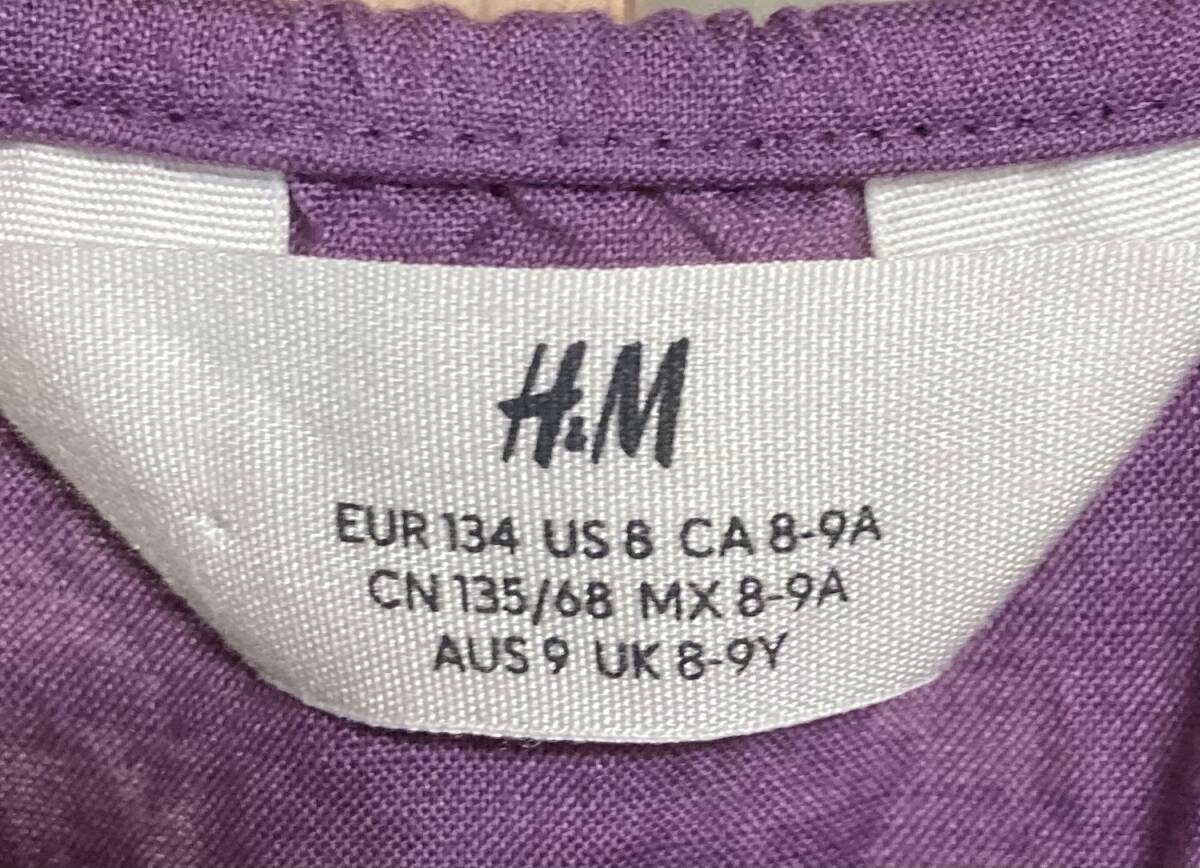 H&M
EUR 134 US 8 CA 8-9A
CN 135/68 MX 8-9A
AUS 9 UK 8-9Y